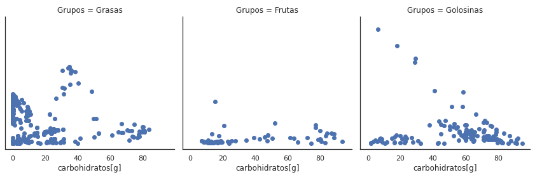 Grupos = Grasas
Grupos = Frutas
Grupos = Golosinas
0 20 40 60 80
0 20 40 60 80
0 20 40 60 80
carbohidratos[g]
carbohidratos[g]
carbohidratos[g]